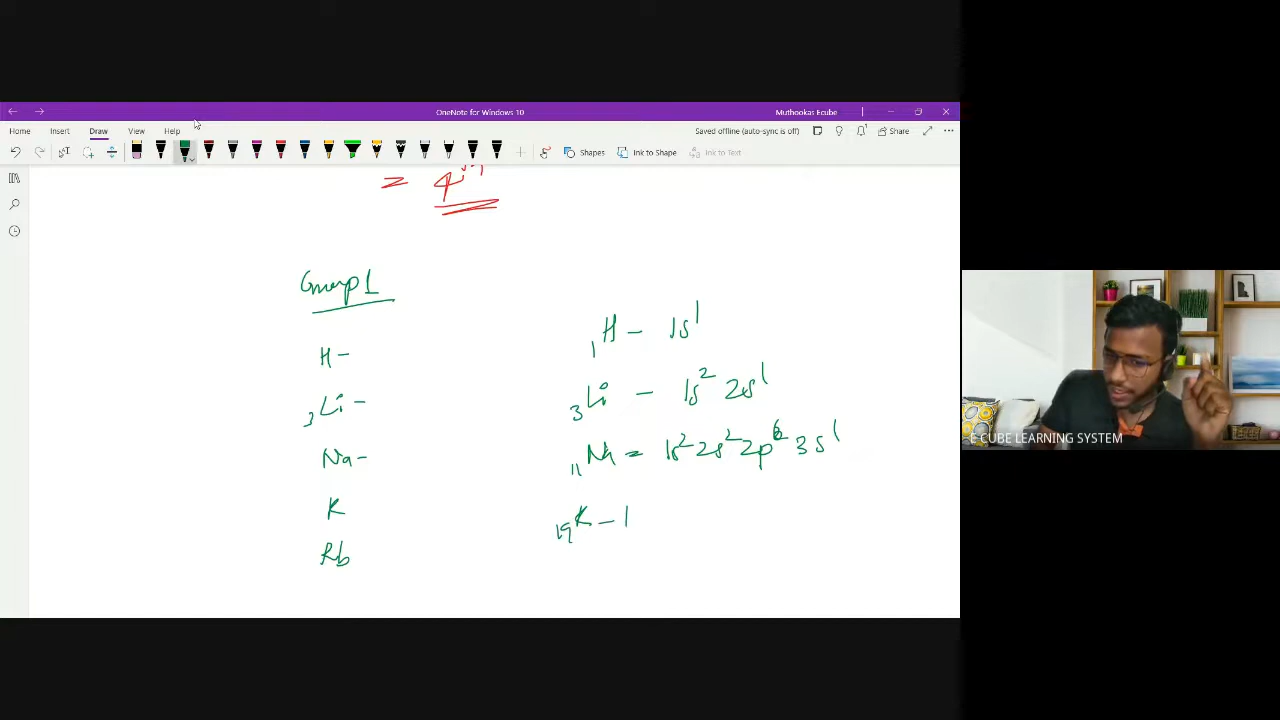 OneNote for Windows 10
Muthookas Ecube
Home Insert Draw View Help
Saved offline (auto-sync is off)
Share
Shapes
Ink to Shape
Ink to Text
=
Group 1
H -
₃Li -
Na -
K
Rb
₁H - 1s¹
₃Li - 1s² 2s¹
₁₁Na = 1s² 2s² 2p⁶ 3s¹
₁₉K - 1
E CUBE LEARNING SYSTEM